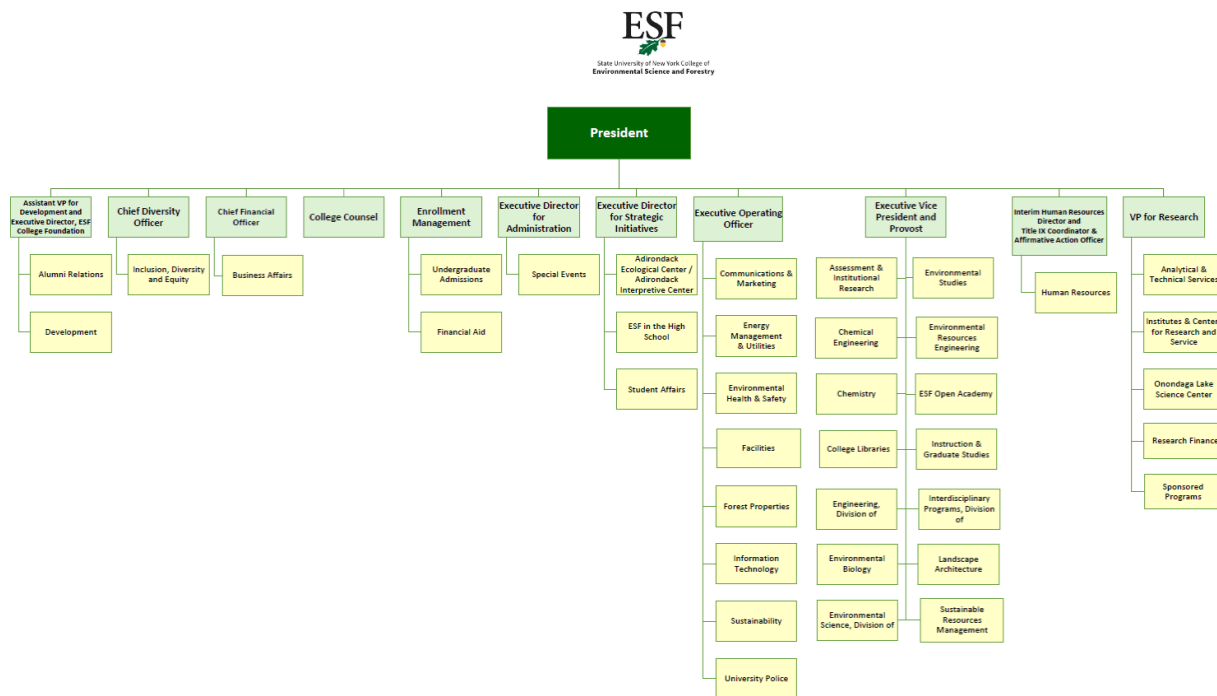 ESF
State University of New York College of
Environmental Science and Forestry
President
Assistant VP for
Development and
Executive Director, ESF
College Foundation
Chief Diversity
Officer
Chief Financial
Officer
College Counsel
Enrollment
Management
Executive Director
for
Administration
Executive Director
for Strategic
Initiatives
Executive Operating
Officer
Executive Vice
President and
Provost
Interim Human Resources
Director and
Title IX Coordinator &
Affirmative Action Officer
VP for Research
Alumni Relations
Development
Inclusion, Diversity
and Equity
Business Affairs
Undergraduate
Admissions
Financial Aid
Special Events
Adirondack
Ecological Center /
Adirondack
Interpretive Center
ESF in the High
School
Student Affairs
Communications &
Marketing
Energy
Management
& Utilities
Environmental
Health & Safety
Facilities
Forest Properties
Information
Technology
Sustainability
University Police
Assessment &
Institutional
Research
Chemical
Engineering
Chemistry
College Libraries
Engineering,
Division of
Environmental
Biology
Environmental
Science, Division of
Environmental
Studies
Environmental
Resources
Engineering
ESF Open Academy
Instruction &
Graduate Studies
Interdisciplinary
Programs, Division
of
Landscape
Architecture
Sustainable
Resources
Management
Human Resources
Analytical &
Technical Services
Institutes & Center
for Research and
Service
Onondaga Lake
Science Center
Research Finance
Sponsored
Programs